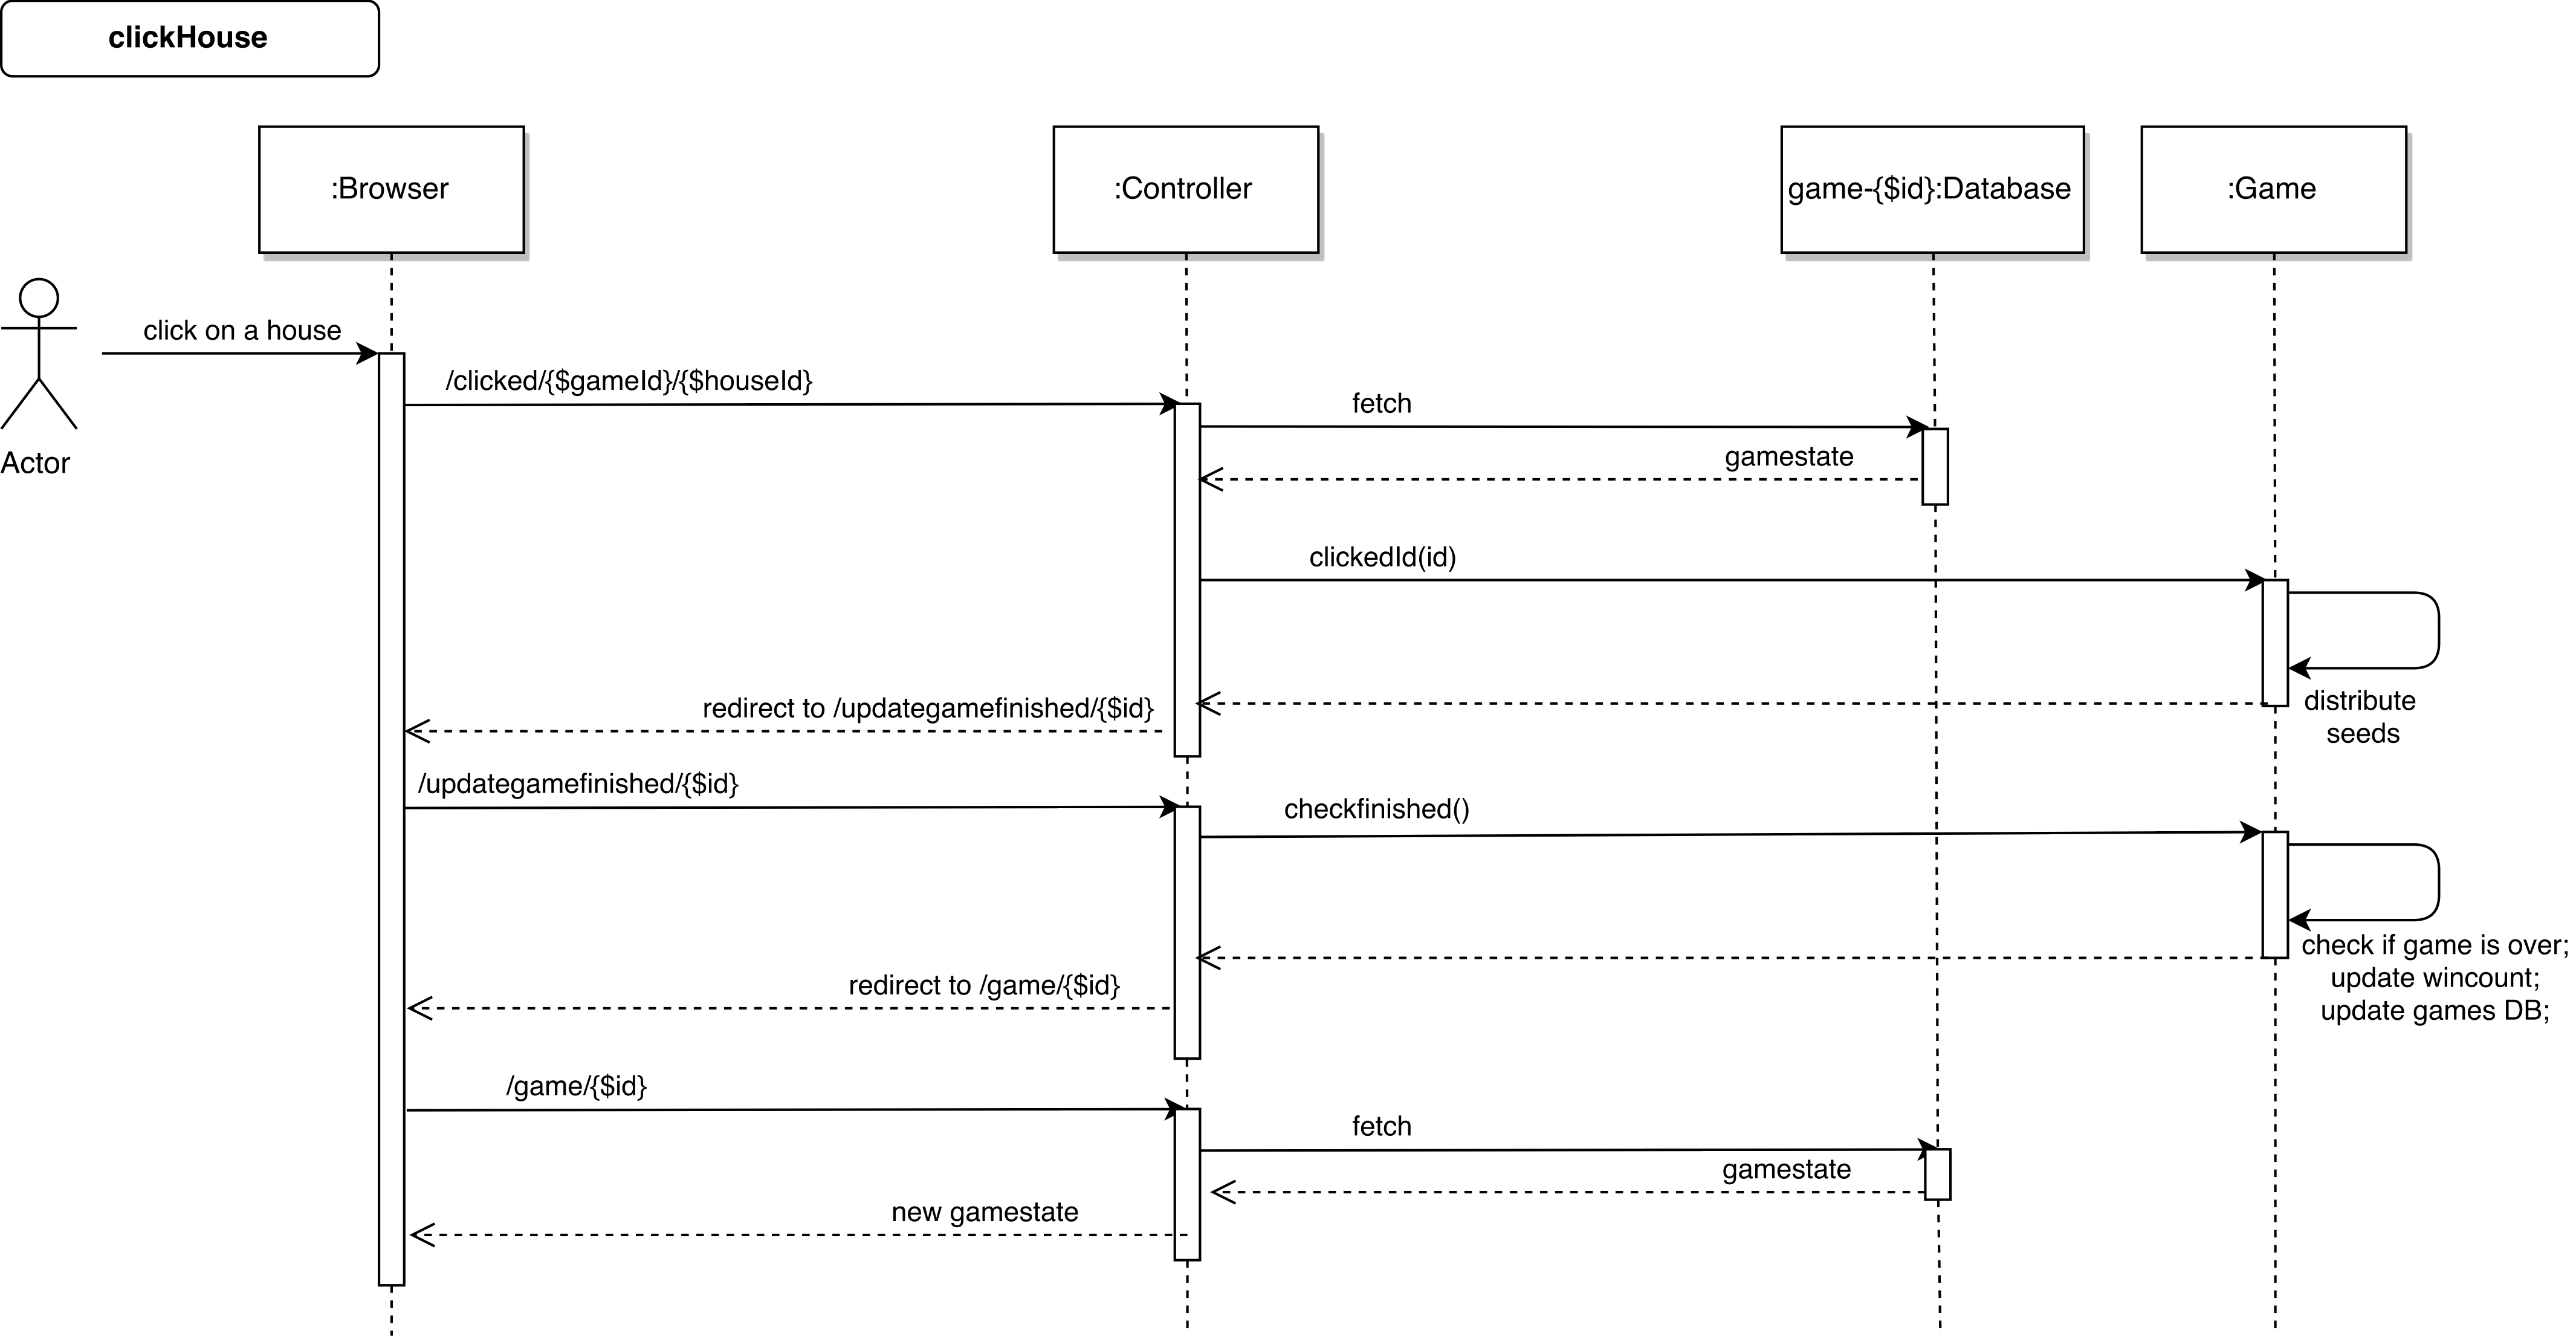 clickHouse
:Browser
:Controller
game-{$id}:Database
:Game
click on a house
Actor
/clicked/{$gameId}/{$houseId}
fetch
gamestate
clickedId(id)
distribute
seeds
redirect to /updategamefinished/{$id}
/updategamefinished/{$id}
checkfinished()
check if game is over;
update wincount;
update games DB;
redirect to /game/{$id}
/game/{$id}
fetch
gamestate
new gamestate